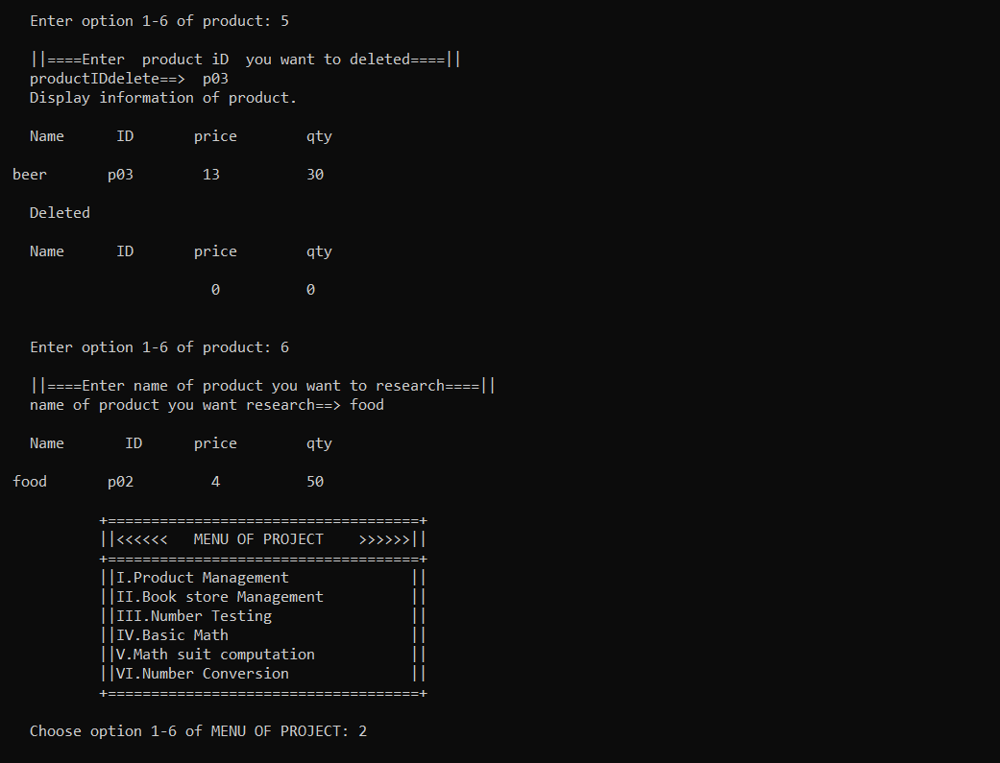 Enter option 1-6 of product: 5
||====Enter  product iD  you want to deleted====||
productIDdelete==>  p03
Display information of product.
Name      ID       price        qty
beer       p03        13          30
Deleted
Name      ID       price        qty
0          0
Enter option 1-6 of product: 6
||====Enter name of product you want to research====||
name of product you want research==> food
Name       ID      price        qty
food       p02         4          50
+====================================+
||<<<<<<   MENU OF PROJECT    >>>>>>||
+====================================+
||I.Product Management              ||
||II.Book store Management          ||
||III.Number Testing                ||
||IV.Basic Math                     ||
||V.Math suit computation           ||
||VI.Number Conversion              ||
+====================================+
Choose option 1-6 of MENU OF PROJECT: 2